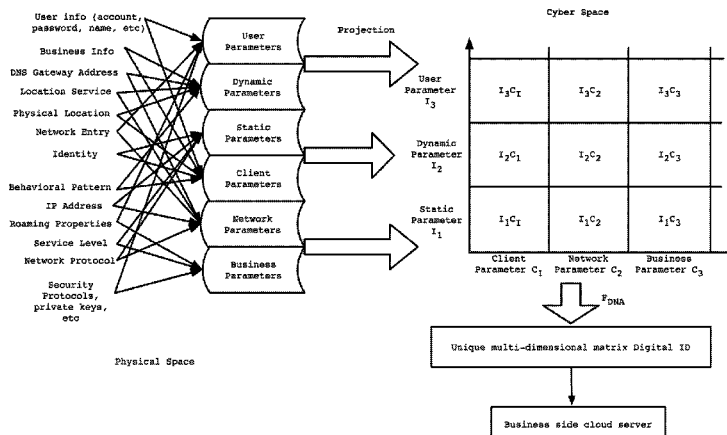 User info (account,
password, name, etc)
Business Info
DNS Gateway Address
Location Service
Physical Location
Network Entry
Identity
Behavioral Pattern
IP Address
Roaming Properties
Service Level
Network Protocol
Security
Protocols,
private keys,
etc
Physical Space
User
Parameters
Dynamic
Parameters
Static
Parameters
Client
Parameters
Network
Parameters
Business
Parameters
Projection
Cyber Space
User
Parameter
I3
Dynamic
Parameter
I2
Static
Parameter
I1
I3CI I3C2 I3C3
I2C1 I2C2 I2C3
I1CI I1C2 I1C3
Client
Parameter CI
Network
Parameter C2
Business
Parameter C3
FDNA
Unique multi-dimensional matrix Digital ID
Business side cloud server